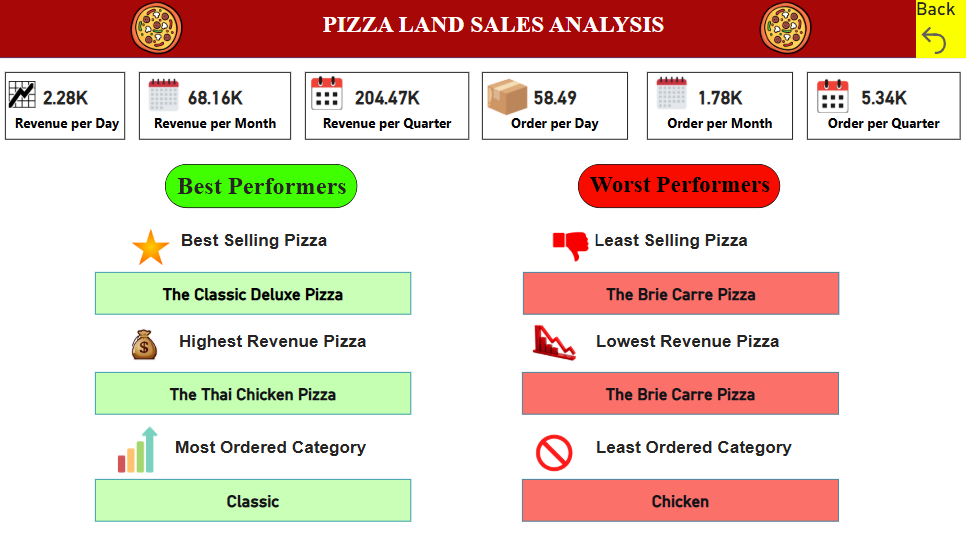 PIZZA LAND SALES ANALYSIS
Back
2.28K
Revenue per Day
68.16K
Revenue per Month
204.47K
Revenue per Quarter
58.49
Order per Day
1.78K
Order per Month
5.34K
Order per Quarter
Best Performers
Best Selling Pizza
The Classic Deluxe Pizza
Highest Revenue Pizza
The Thai Chicken Pizza
Most Ordered Category
Classic
Worst Performers
Least Selling Pizza
The Brie Carre Pizza
Lowest Revenue Pizza
The Brie Carre Pizza
Least Ordered Category
Chicken